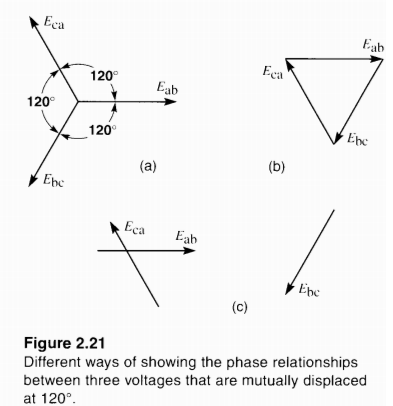 Eca
120°
Eab
120°
120°
Ebc
(a)
Eab
Eca
Ebc
(b)
Eca
Eab
Ebc
(c)
Figure 2.21
Different ways of showing the phase relationships
between three voltages that are mutually displaced
at 120°.